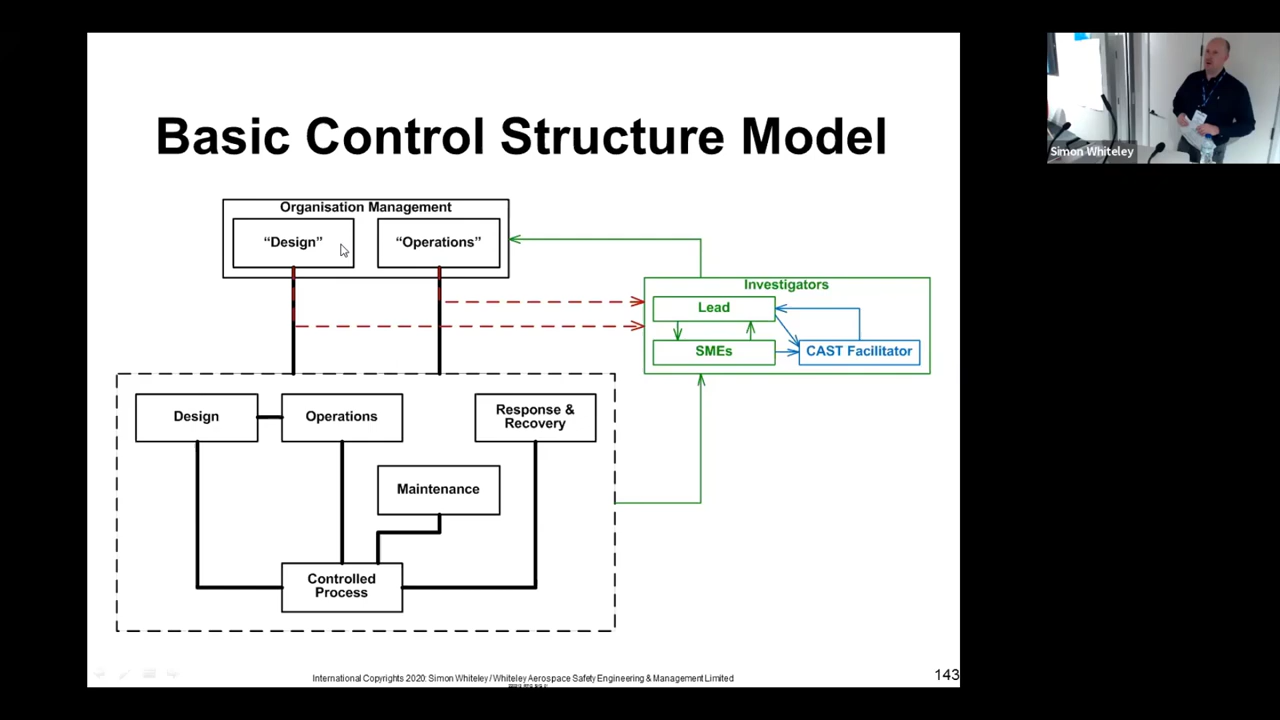 Basic Control Structure Model
Organisation Management
“Design”
“Operations”
Investigators
Lead
SMEs
CAST Facilitator
Design
Operations
Response &
Recovery
Maintenance
Controlled
Process
International Copyrights 2020: Simon Whiteley / Whiteley Aerospace Safety Engineering & Management Limited
143
Simon Whiteley